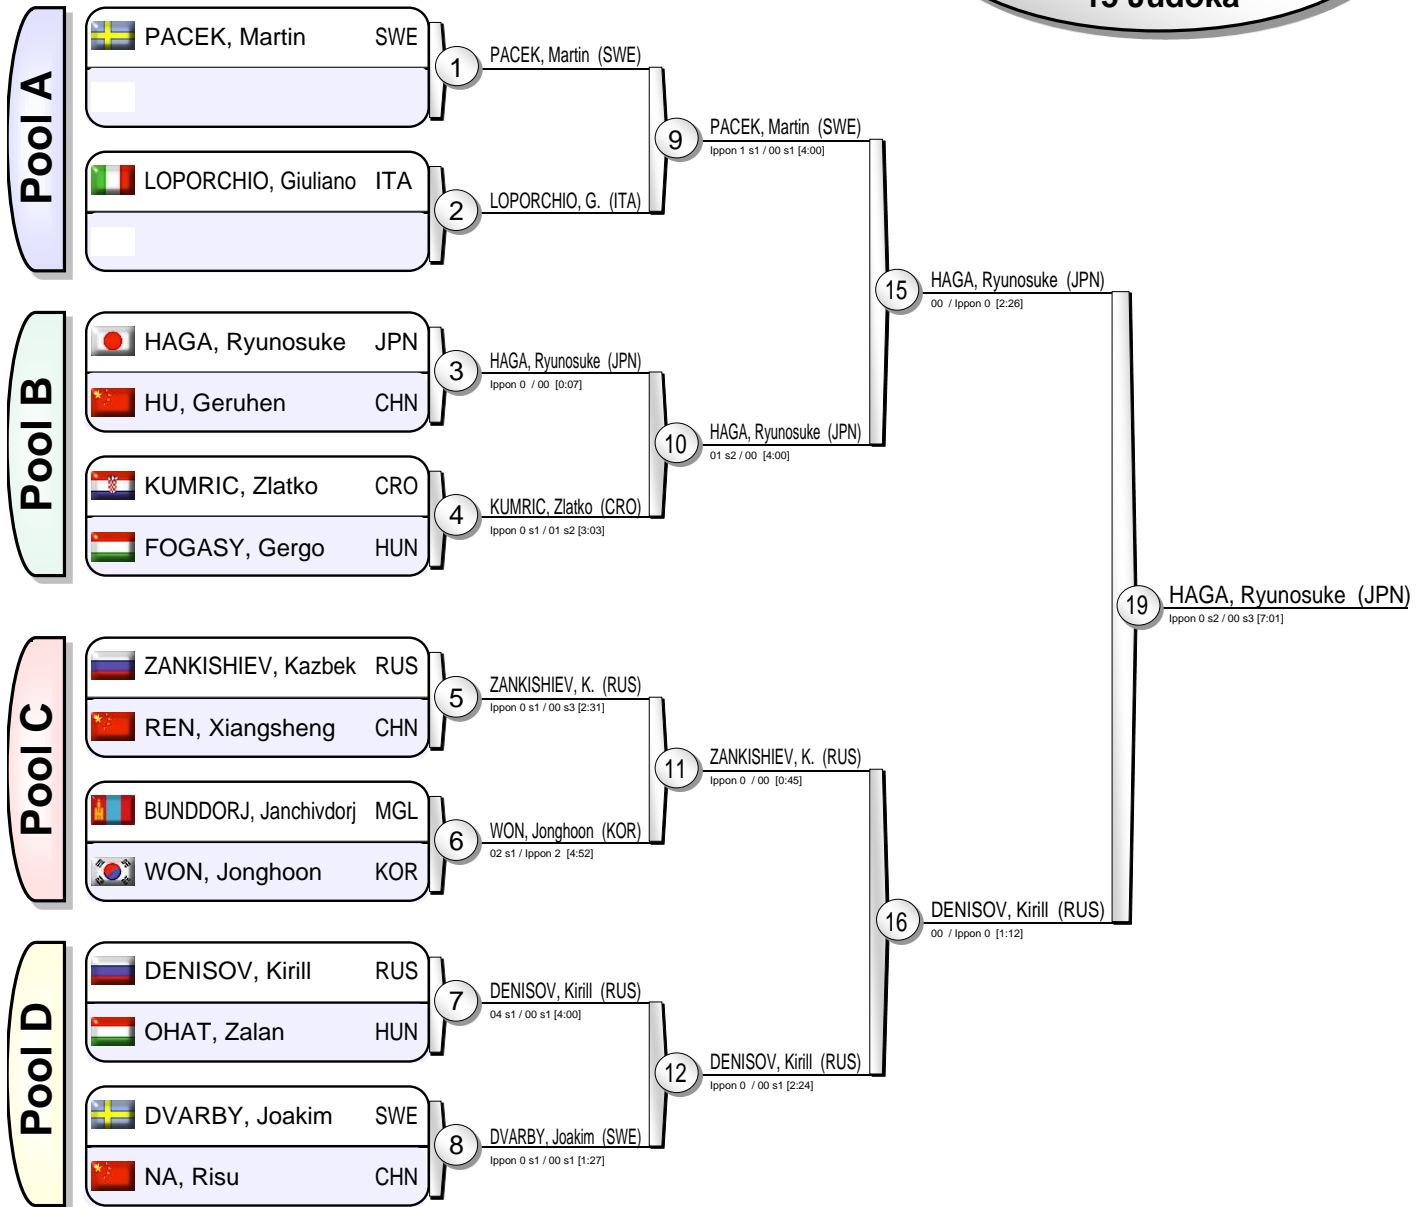 15 Judoka
Pool A
PACEK, Martin SWE
LOPORCHIO, Giuliano ITA
1
PACEK, Martin (SWE)
2
LOPORCHIO, G. (ITA)
9
PACEK, Martin (SWE)
Ippon 1 s1 / 00 s1 [4:00]
Pool B
HAGA, Ryunosuke JPN
HU, Geruhen CHN
KUMRIC, Zlatko CRO
FOGASY, Gergo HUN
3
HAGA, Ryunosuke (JPN)
Ippon 0 / 00 [0:07]
4
KUMRIC, Zlatko (CRO)
Ippon 0 s1 / 01 s2 [3:03]
10
HAGA, Ryunosuke (JPN)
01 s2 / 00 [4:00]
15
HAGA, Ryunosuke (JPN)
00 / Ippon 0 [2:26]
Pool C
ZANKISHIEV, Kazbek RUS
REN, Xiangsheng CHN
BUNDDORJ, Janchivdorj MGL
WON, Jonghoon KOR
5
ZANKISHIEV, K. (RUS)
Ippon 0 s1 / 00 s3 [2:31]
6
WON, Jonghoon (KOR)
02 s1 / Ippon 2 [4:52]
11
ZANKISHIEV, K. (RUS)
Ippon 0 / 00 [0:45]
Pool D
DENISOV, Kirill RUS
OHAT, Zalan HUN
DVARBY, Joakim SWE
NA, Risu CHN
7
DENISOV, Kirill (RUS)
04 s1 / 00 s1 [4:00]
8
DVARBY, Joakim (SWE)
Ippon 0 s1 / 00 s1 [1:27]
12
DENISOV, Kirill (RUS)
Ippon 0 / 00 s1 [2:24]
16
DENISOV, Kirill (RUS)
00 / Ippon 0 [1:12]
19
HAGA, Ryunosuke (JPN)
Ippon 0 s2 / 00 s3 [7:01]